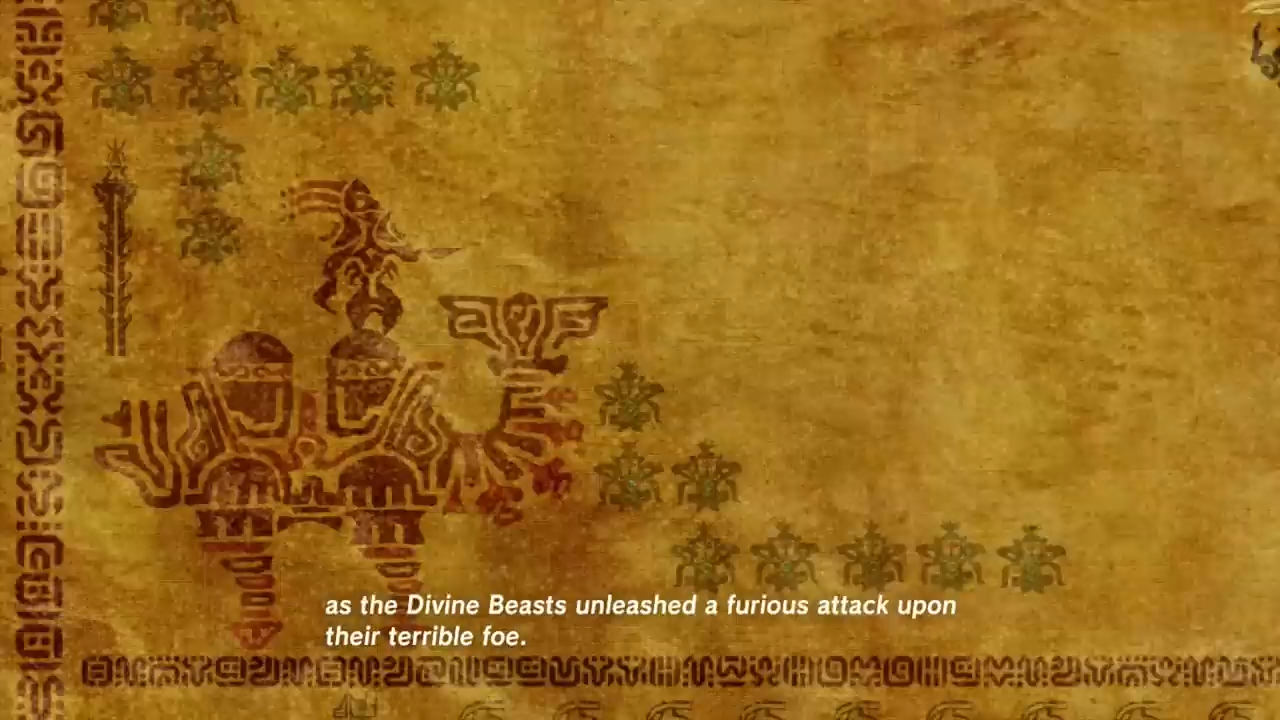 as the Divine Beasts unleashed a furious attack upon
their terrible foe.